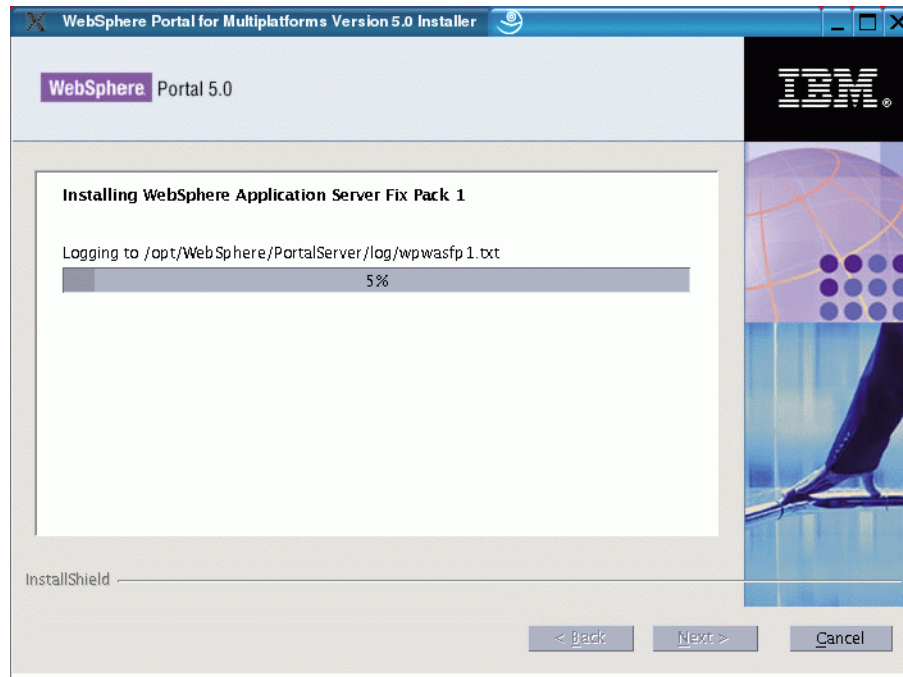 WebSphere Portal for Multiplatforms Version 5.0 Installer
WebSphere. Portal 5.0
IBM®
Installing WebSphere Application Server Fix Pack 1
Logging to /opt/WebSphere/PortalServer/log/wpwasfp1.txt
5%
InstallShield
< Back
Next >
Cancel